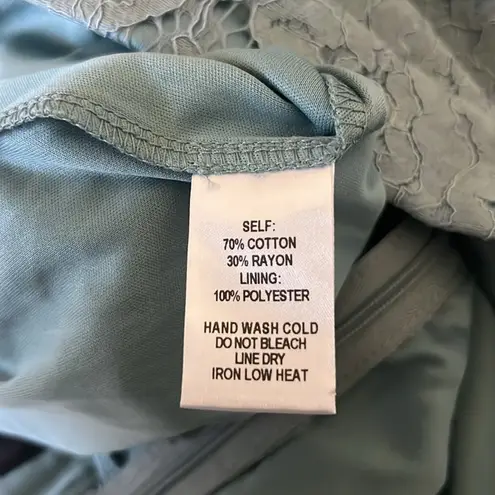 SELF:
70% COTTON
30% RAYON
LINING:
100% POLYESTER
HAND WASH COLD
DO NOT BLEACH
LINE DRY
IRON LOW HEAT